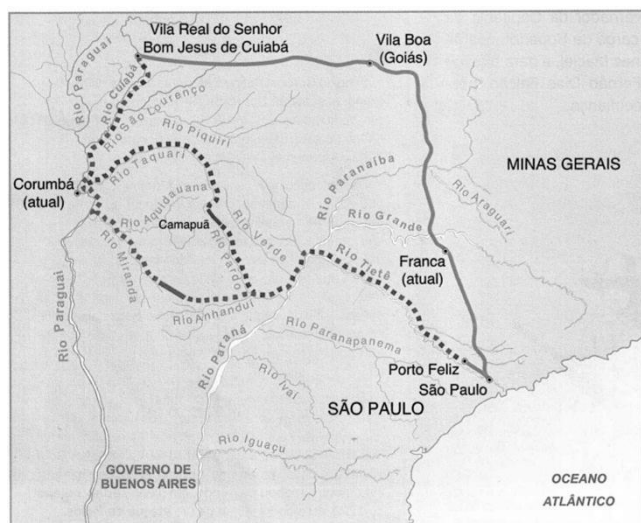 Vila Real do Senhor
Bom Jesus de Cuiabá
Vila Boa
(Goiás)
Rio Paraguai
Rio Cuiabá
Rio São Lourenço
Rio Piquiri
Rio Taquari
Corumbá
(atual)
Rio Aquidauana
Camapuã
Rio Verde
Rio Pardo
Rio Miranda
Rio Anhanduí
Rio Paranaíba
Rio Araguari
MINAS GERAIS
Rio Grande
Franca
(atual)
Rio Tietê
Rio Paraguai
Rio Paraná
Rio Paranapanema
Porto Feliz
São Paulo
Rio Ivaí
SÃO PAULO
Rio Iguaçu
GOVERNO DE
BUENOS AIRES
OCEANO
ATLÂNTICO